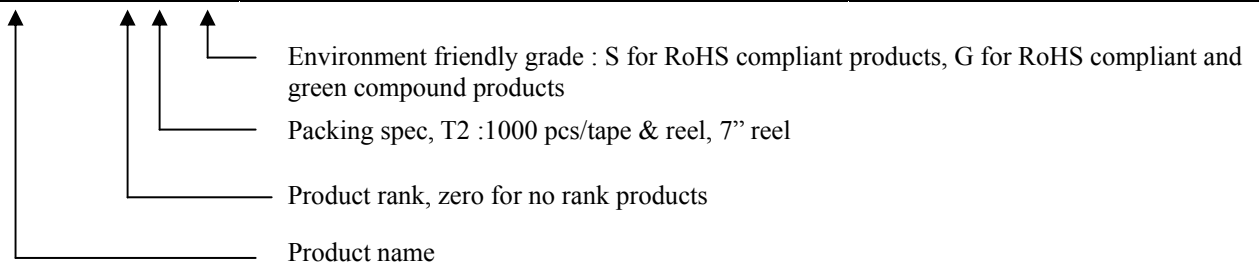 Environment friendly grade : S for RoHS compliant products, G for RoHS compliant and
green compound products
Packing spec, T2 :1000 pcs/tape & reel, 7” reel
Product rank, zero for no rank products
Product name